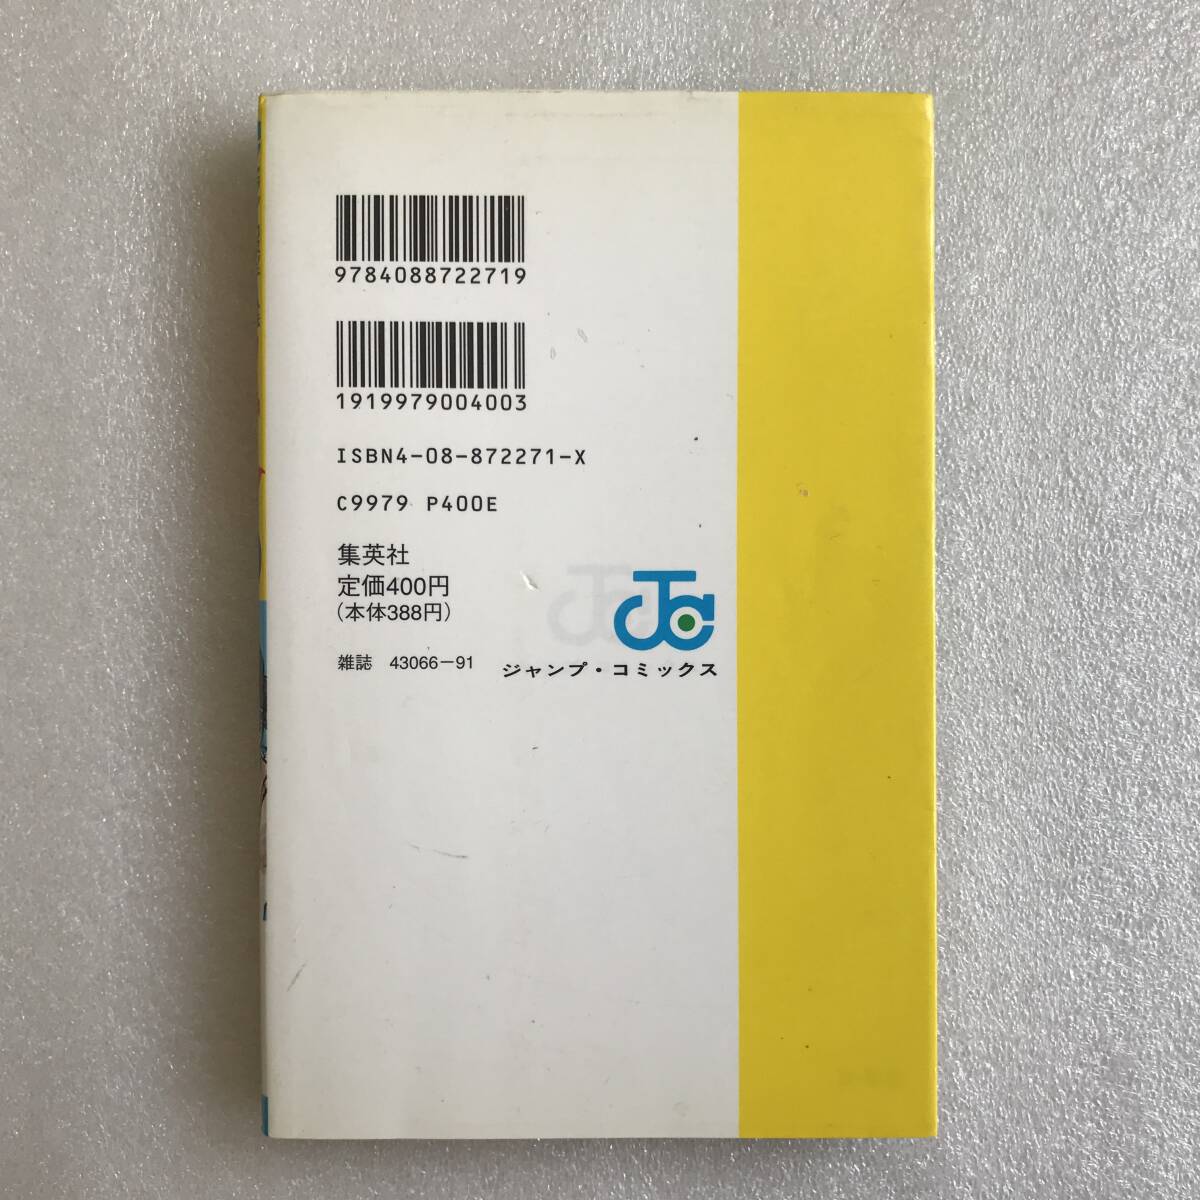 9784088722719
1919979004003
ISBN4-08-872271-X
C9979 P400E
集英社
定価400円
(本体388円)
雑誌 43066-91
JC
ジャンプ・コミックス